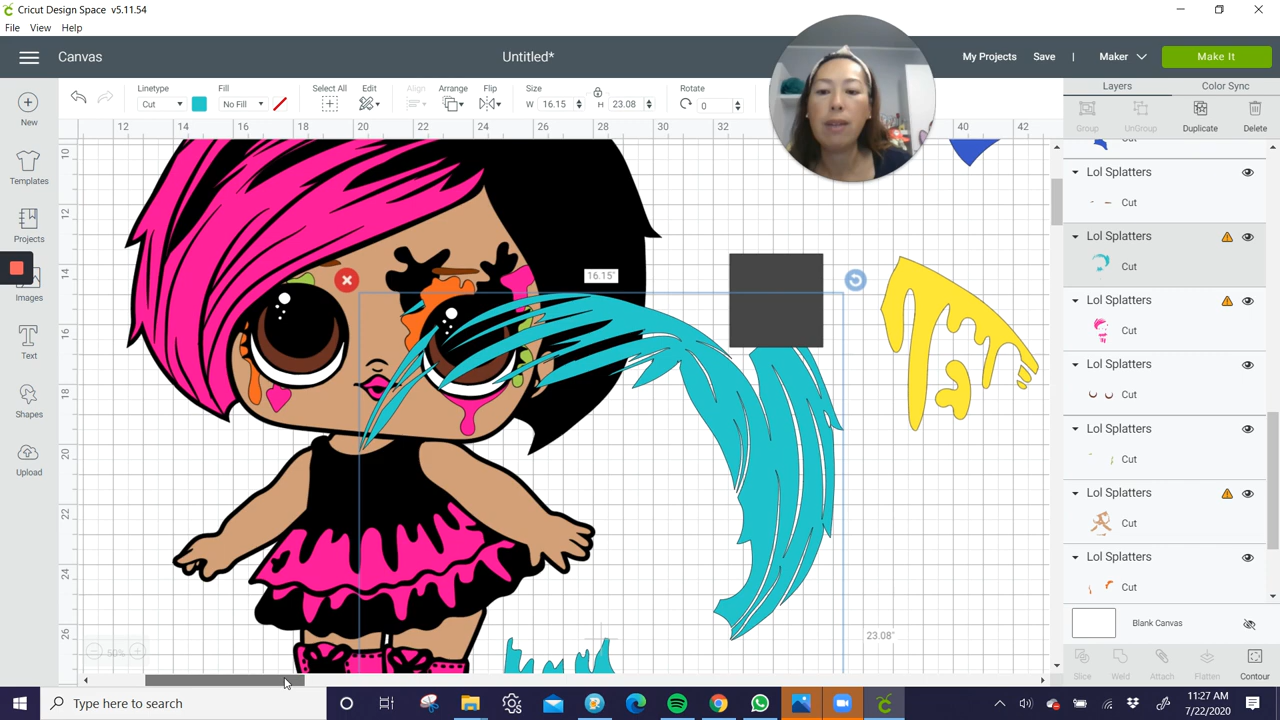 Cricut Design Space v5.11.54
File View Help
Canvas
Untitled*
My Projects Save | Maker Make It
Linetype
Cut
Fill
No Fill
Select All
Edit
Align
Arrange
Flip
Size
W 16.15
H 23.08
Rotate
0
Layers Color Sync
Group UnGroup Duplicate Delete
New
Templates
Projects
Images
Text
Shapes
Upload
12 14 16 18 20 22 24 26 28 30 32 40 42
10
12
14
16
18
20
22
24
26
16.15"
23.08"
50%
Cut
Lol Splatters
Cut
Lol Splatters
Cut
Lol Splatters
Cut
Lol Splatters
Cut
Lol Splatters
Cut
Lol Splatters
Cut
Lol Splatters
Cut
Blank Canvas
Slice Weld Attach Flatten Contour
Type here to search
11:27 AM
7/22/2020